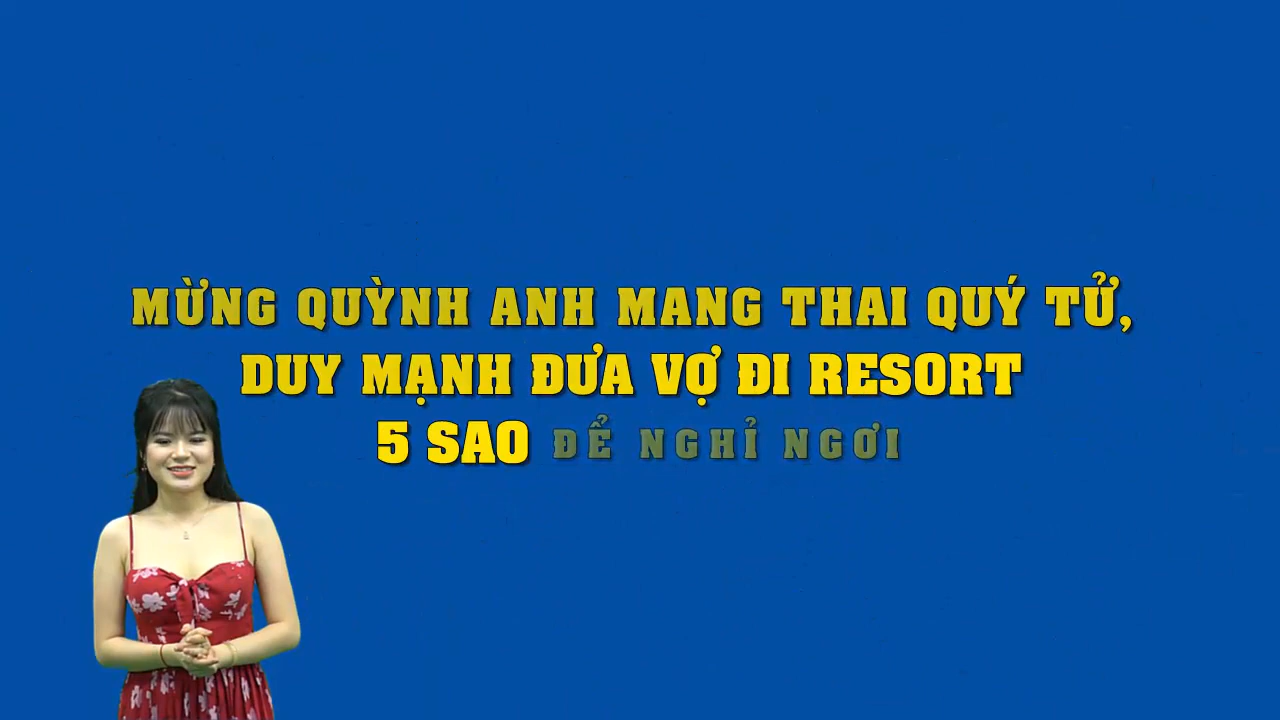 MỪNG QUỲNH ANH MANG THAI QUÝ TỬ,
DUY MẠNH ĐƯA VỢ ĐI RESORT
5 SAO ĐỂ NGHỈ NGƠI